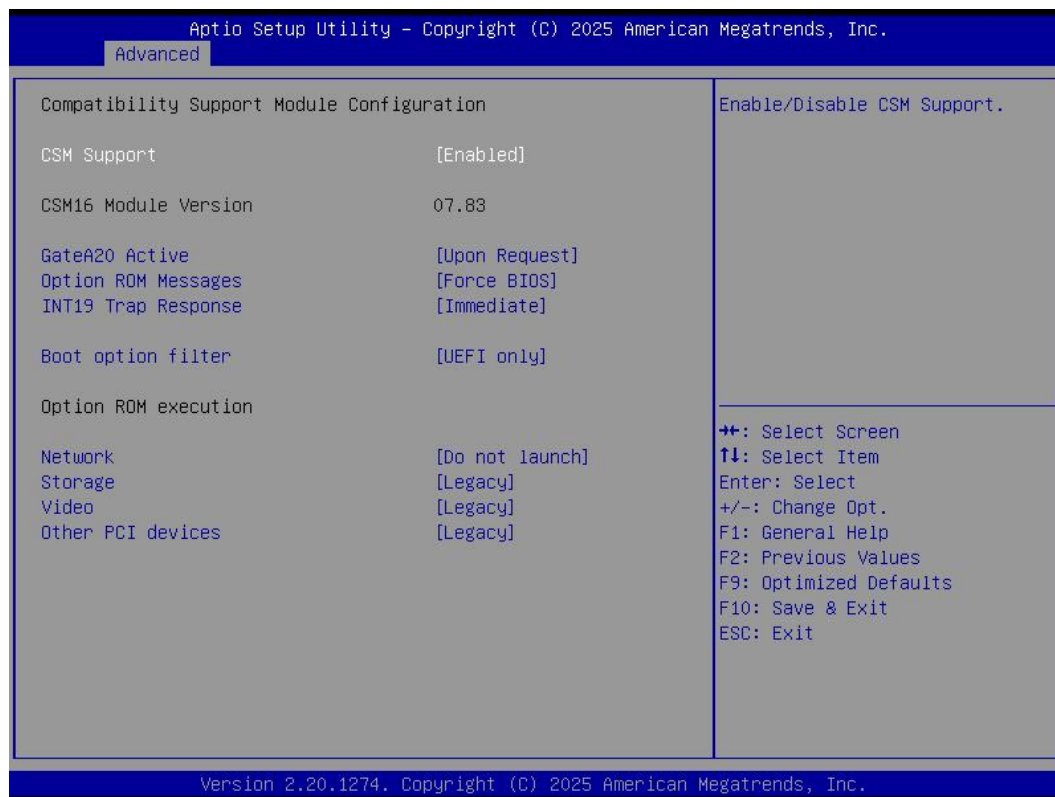 Aptio Setup Utility – Copyright (C) 2025 American Megatrends, Inc.
Advanced
Compatibility Support Module Configuration
CSM Support [Enabled]
CSM16 Module Version 07.83
GateA20 Active [Upon Request]
Option ROM Messages [Force BIOS]
INT19 Trap Response [Immediate]
Boot option filter [UEFI only]
Option ROM execution
Network [Do not launch]
Storage [Legacy]
Video [Legacy]
Other PCI devices [Legacy]
Enable/Disable CSM Support.
→←: Select Screen
↑↓: Select Item
Enter: Select
+/-: Change Opt.
F1: General Help
F2: Previous Values
F9: Optimized Defaults
F10: Save & Exit
ESC: Exit
Version 2.20.1274. Copyright (C) 2025 American Megatrends, Inc.